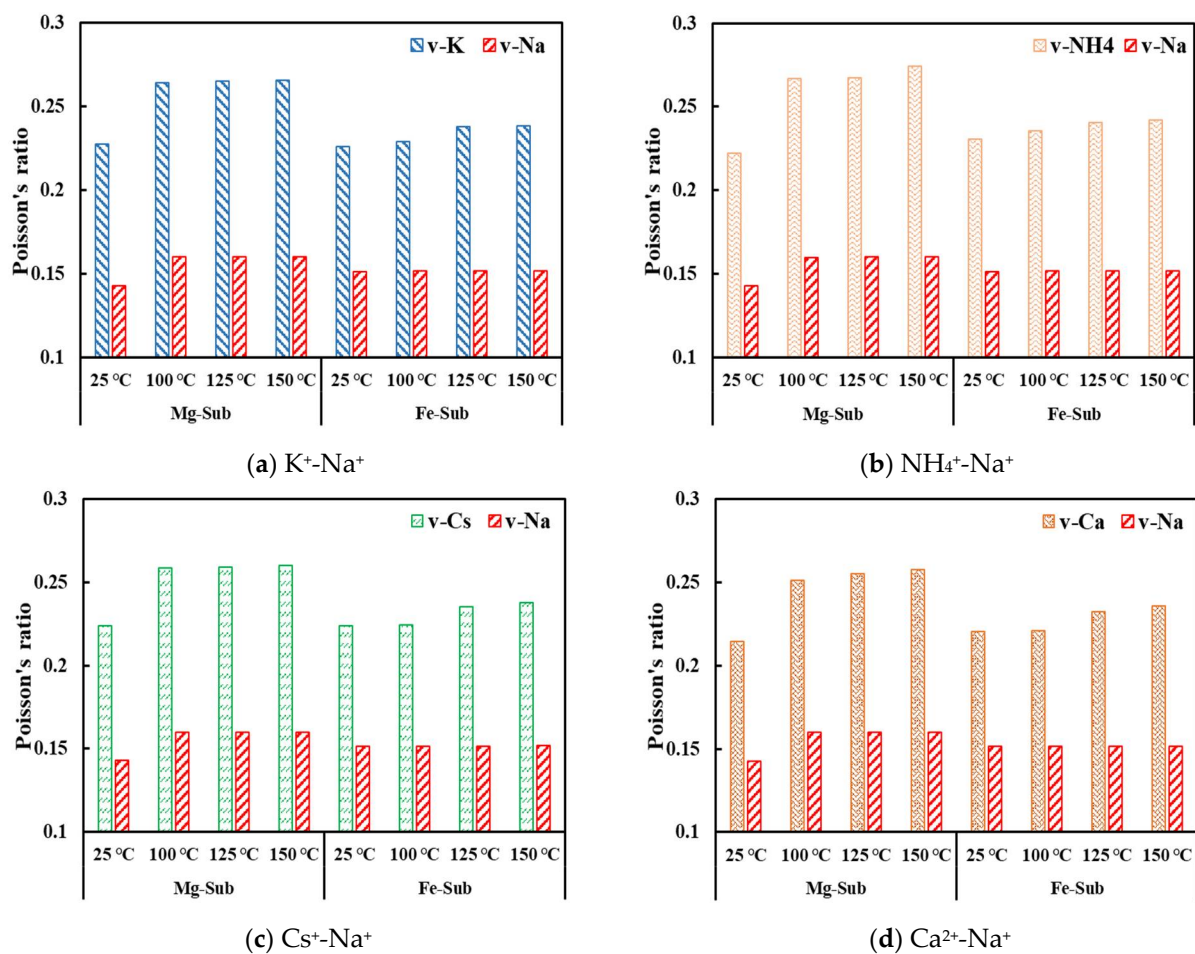 0.3
0.25
0.2
0.15
0.1
Poisson's ratio
v-K v-Na
25 °C 100 °C 125 °C 150 °C 25 °C 100 °C 125 °C 150 °C
Mg-Sub Fe-Sub
(a) K⁺-Na⁺
0.3
0.25
0.2
0.15
0.1
Poisson's ratio
v-NH4 v-Na
25 °C 100 °C 125 °C 150 °C 25 °C 100 °C 125 °C 150 °C
Mg-Sub Fe-Sub
(b) NH₄⁺-Na⁺
0.3
0.25
0.2
0.15
0.1
Poisson's ratio
v-Cs v-Na
25 °C 100 °C 125 °C 150 °C 25 °C 100 °C 125 °C 150 °C
Mg-Sub Fe-Sub
(c) Cs⁺-Na⁺
0.3
0.25
0.2
0.15
0.1
Poisson's ratio
v-Ca v-Na
25 °C 100 °C 125 °C 150 °C 25 °C 100 °C 125 °C 150 °C
Mg-Sub Fe-Sub
(d) Ca²⁺-Na⁺